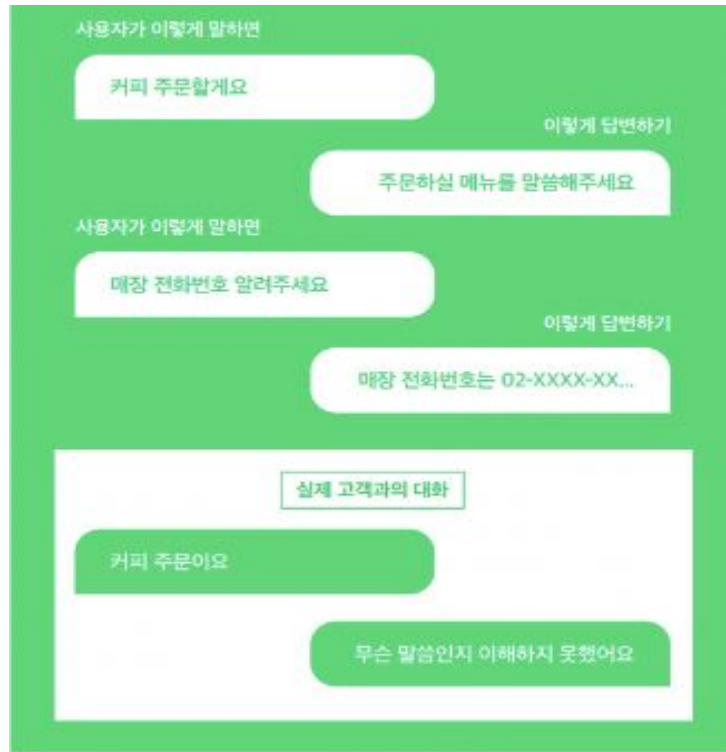 사용자가 이렇게 말하면
커피 주문할게요
이렇게 답변하기
주문하실 메뉴를 말씀해주세요
사용자가 이렇게 말하면
매장 전화번호 알려주세요
이렇게 답변하기
매장 전화번호는 02-XXXX-XX...
실제 고객과의 대화
커피 주문이요
무슨 말씀인지 이해하지 못했어요